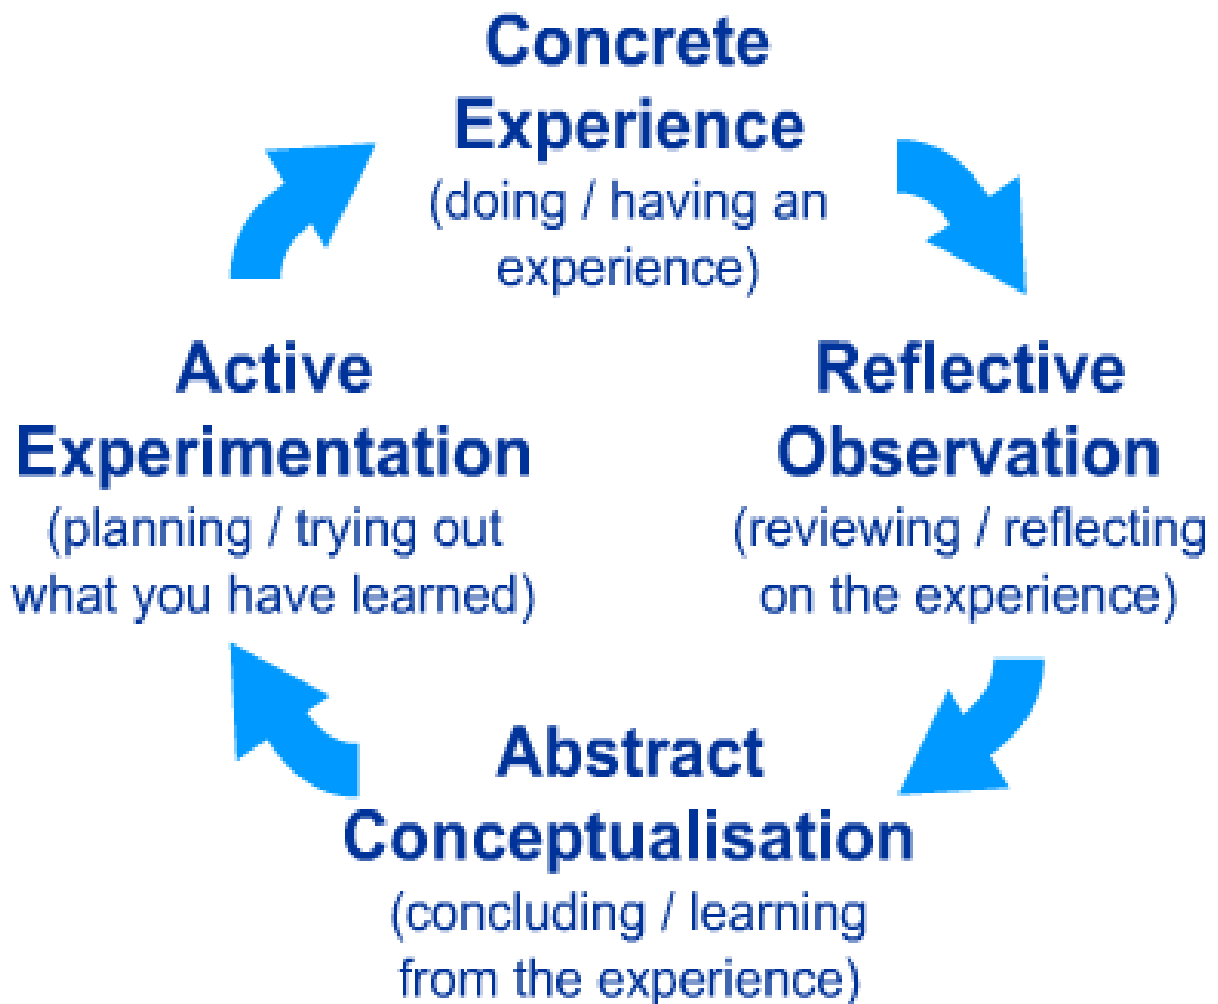 Concrete
Experience
(doing / having an
experience)
Reflective
Observation
(reviewing / reflecting
on the experience)
Abstract
Conceptualisation
(concluding / learning
from the experience)
Active
Experimentation
(planning / trying out
what you have learned)